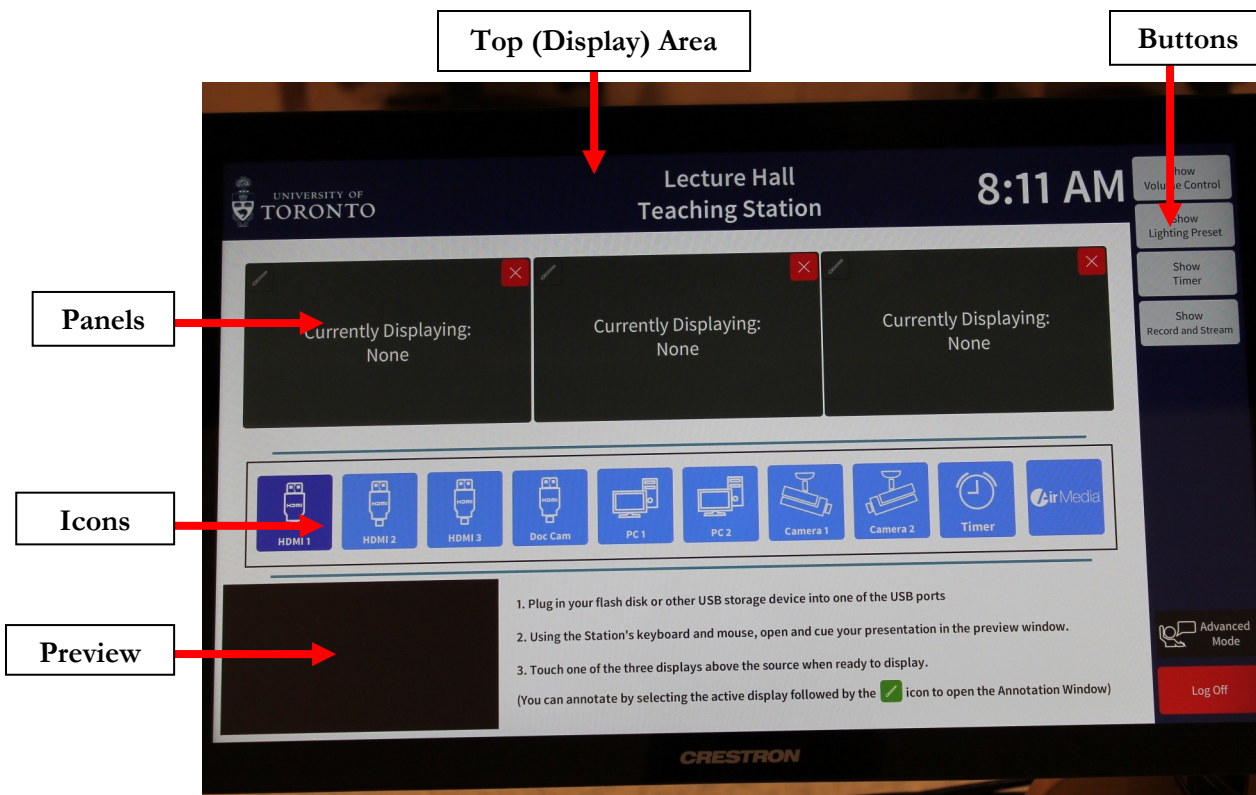 Top (Display) Area
Buttons
UNIVERSITY OF
TORONTO
Lecture Hall
Teaching Station
8:11 AM
Show
Volume Control
Show
Lighting Preset
Show
Timer
Show
Record and Stream
Panels
Currently Displaying:
None
Currently Displaying:
None
Currently Displaying:
None
Icons
HDMI
HDMI 1
HDMI
HDMI 2
HDMI
HDMI 3
HDMI
Doc Cam
PC 1
PC 2
Camera 1
Camera 2
Timer
AirMedia
Preview
1. Plug in your flash disk or other USB storage device into one of the USB ports
2. Using the Station's keyboard and mouse, open and cue your presentation in the preview window.
3. Touch one of the three displays above the source when ready to display.
(You can annotate by selecting the active display followed by the icon to open the Annotation Window)
Advanced
Mode
Log Off
CRESTRON